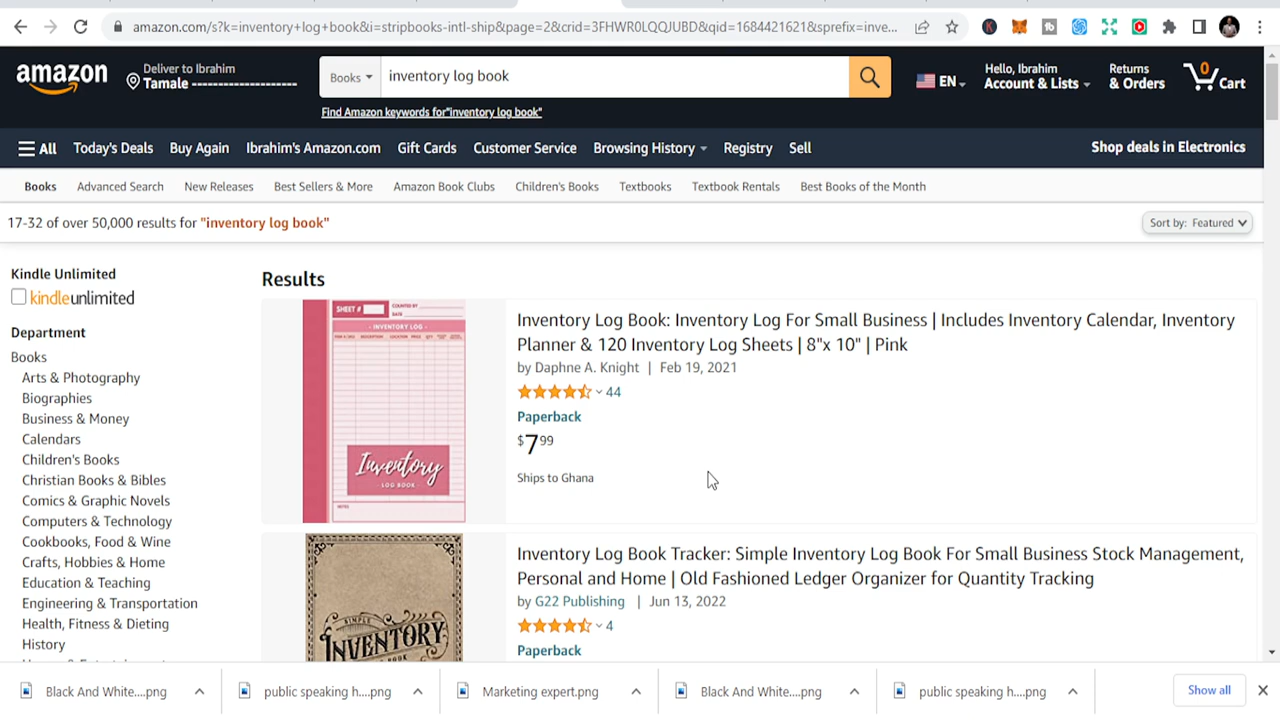 amazon.com/s?k=inventory+log+book&i=stripbooks-intl-ship&page=2&crid=3FHWR0LQQJUBD&qid=1684421621&sprefix=inve...
amazon
Deliver to Ibrahim
Tamale
Books
inventory log book
Find Amazon keywords for"inventory log book"
EN
Hello, Ibrahim
Account & Lists
Returns
& Orders
0
Cart
All
Today's Deals
Buy Again
Ibrahim's Amazon.com
Gift Cards
Customer Service
Browsing History
Registry
Sell
Shop deals in Electronics
Books
Advanced Search
New Releases
Best Sellers & More
Amazon Book Clubs
Children's Books
Textbooks
Textbook Rentals
Best Books of the Month
17-32 of over 50,000 results for "inventory log book"
Sort by: Featured
Kindle Unlimited
kindleunlimited
Department
Books
Arts & Photography
Biographies
Business & Money
Calendars
Children's Books
Christian Books & Bibles
Comics & Graphic Novels
Computers & Technology
Cookbooks, Food & Wine
Crafts, Hobbies & Home
Education & Teaching
Engineering & Transportation
Health, Fitness & Dieting
History
Results
SHEET #
COUNTED BY
DATE
- INVENTORY LOG -
Inventory
- LOG BOOK -
NOTES
Inventory Log Book: Inventory Log For Small Business | Includes Inventory Calendar, Inventory
Planner & 120 Inventory Log Sheets | 8"x 10" | Pink
by Daphne A. Knight | Feb 19, 2021
44
Paperback
$7.99
Ships to Ghana
SIMPLE
INVENTORY
Inventory Log Book Tracker: Simple Inventory Log Book For Small Business Stock Management,
Personal and Home | Old Fashioned Ledger Organizer for Quantity Tracking
by G22 Publishing | Jun 13, 2022
4
Paperback
Black And White....png
public speaking h....png
Marketing expert.png
Black And White....png
public speaking h....png
Show all